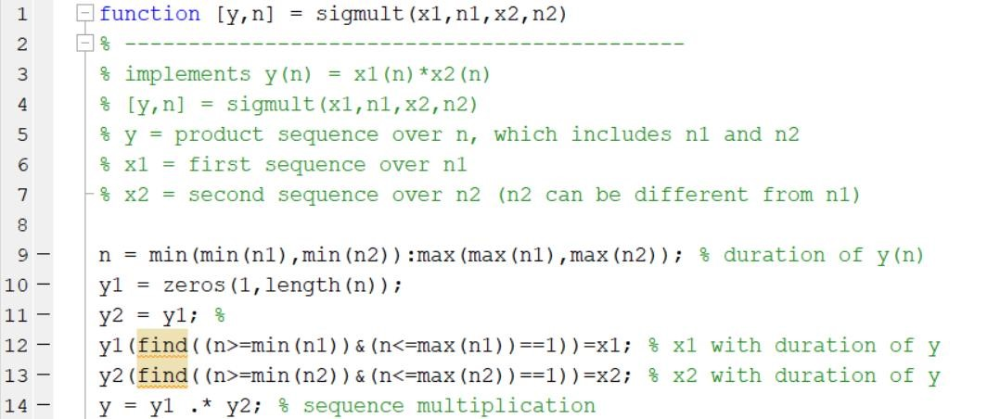 1 function [y,n] = sigmult(x1,n1,x2,n2)
2 % --------------------------------------------
3 % implements y(n) = x1(n)*x2(n)
4 % [y,n] = sigmult(x1,n1,x2,n2)
5 % y = product sequence over n, which includes n1 and n2
6 % x1 = first sequence over n1
7 % x2 = second sequence over n2 (n2 can be different from n1)
8
9 n = min(min(n1),min(n2)):max(max(n1),max(n2)); % duration of y(n)
10 y1 = zeros(1,length(n));
11 y2 = y1; %
12 y1(find((n>=min(n1))&(n<=max(n1))==1))=x1; % x1 with duration of y
13 y2(find((n>=min(n2))&(n<=max(n2))==1))=x2; % x2 with duration of y
14 y = y1 .* y2; % sequence multiplication